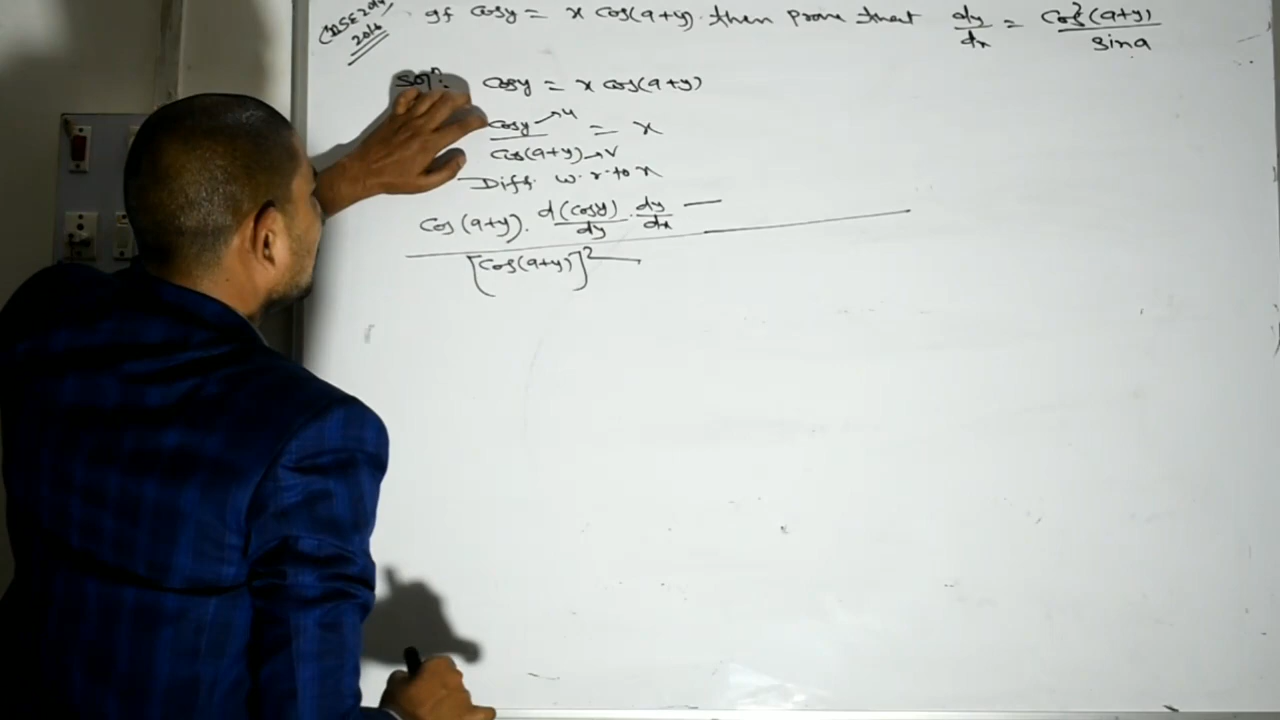 CBSE 2014
2016
If cosy = x cos(a+y). then prove that dy/dx = cos²(a+y)/sina
Solⁿ: cosy = x cos(a+y)
cosy → u
= x
cos(a+y) → v
Diff. w.r. to x
cos(a+y). d(cosy)/dy . dy/dx —
[cos(a+y)]²